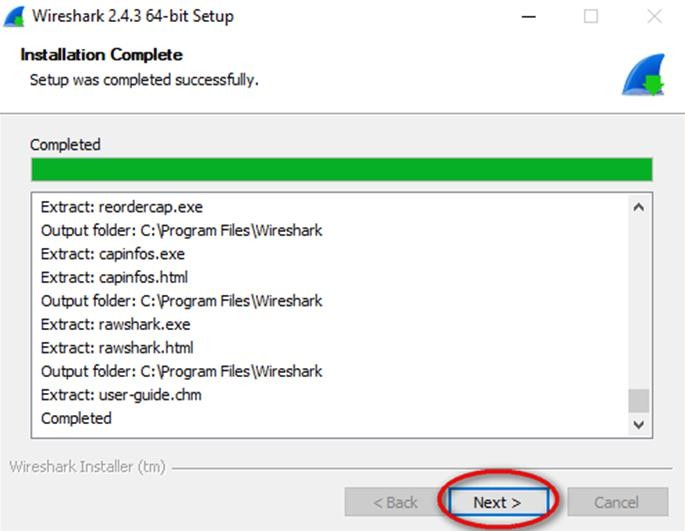 Wireshark 2.4.3 64-bit Setup
Installation Complete
Setup was completed successfully.
Completed
Extract: reordercap.exe
Output folder: C:\Program Files\Wireshark
Extract: capinfos.exe
Extract: capinfos.html
Output folder: C:\Program Files\Wireshark
Extract: rawshark.exe
Extract: rawshark.html
Output folder: C:\Program Files\Wireshark
Extract: user-guide.chm
Completed
Wireshark Installer (tm)
< Back
Next >
Cancel